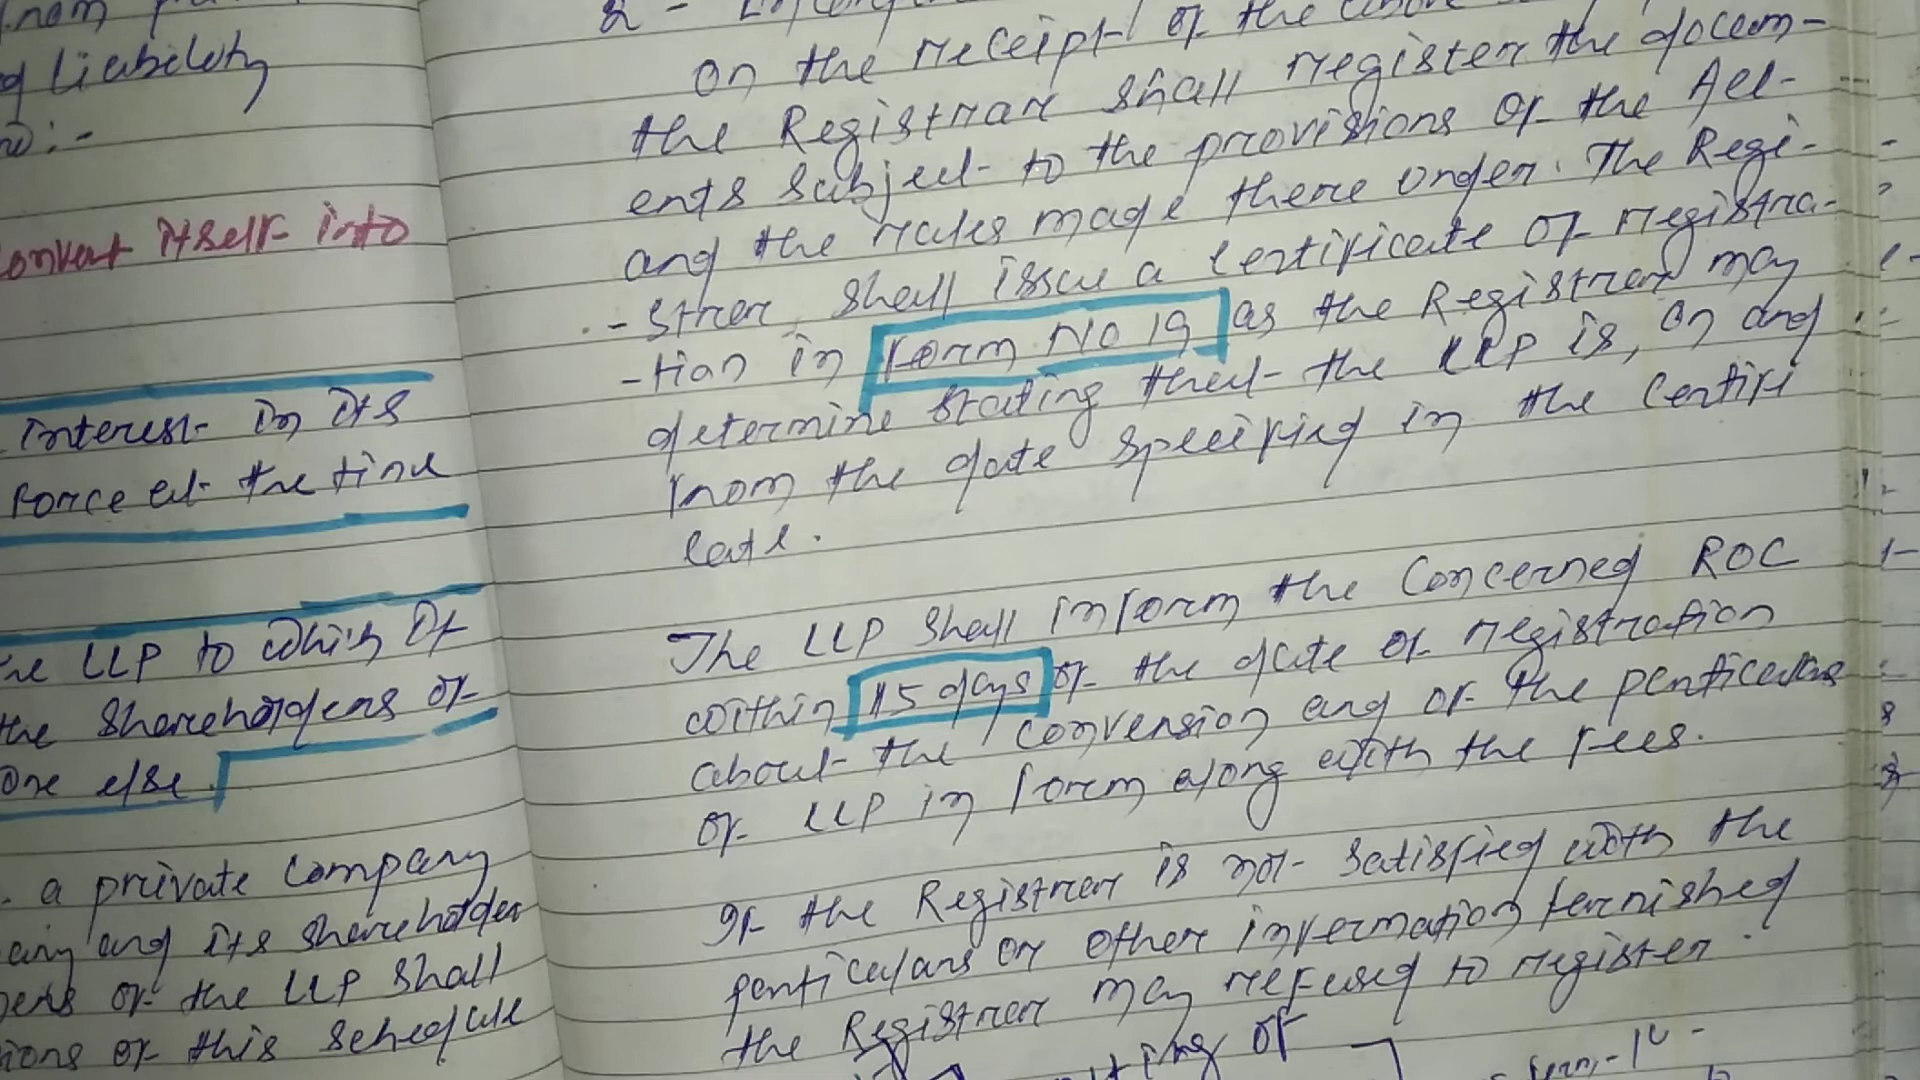 g liability
convert itself into
interest in its
force at the time
the LLP to which it
the shareholders or
one else.
a private company
any and its shareholder
ners of the LLP shall
ions of this schedule
on the receipt of the above
the Registrar shall register the docum-
ents subject to the provisions of the Act-
and the rules made there under. The Regi-
-strar shall issue a certificate of registra-
-tion in form No 19 as the Registrar may
determine stating that the LLP is, on and
from the date specified in the certifi
cate.
The LLP shall inform the concerned ROC
within 15 days of the date of registration
about the conversion and of the particulars
of LLP in form along with the fees.
If the Registrar is not satisfied with the
particulars or other information furnished
the Registrar may refused to register.
of